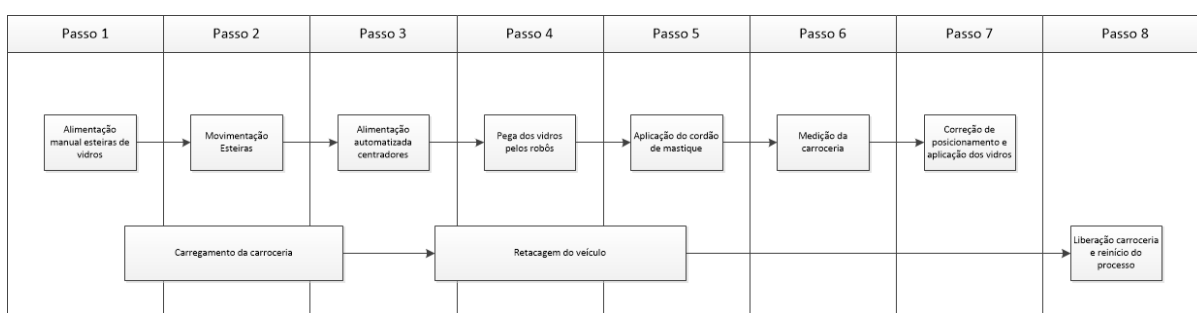 Passo 1
Passo 2
Passo 3
Passo 4
Passo 5
Passo 6
Passo 7
Passo 8
Alimentação
manual esteiras de
vidros
Movimentação
Esteiras
Alimentação
automatizada
centradores
Pega dos vidros
pelos robôs
Aplicação do cordão
de mastique
Medição da
carroceria
Correção de
posicionamento e
aplicação dos vidros
Carregamento da carroceria
Retacagem do veículo
Liberação carroceria
e reinício do
processo